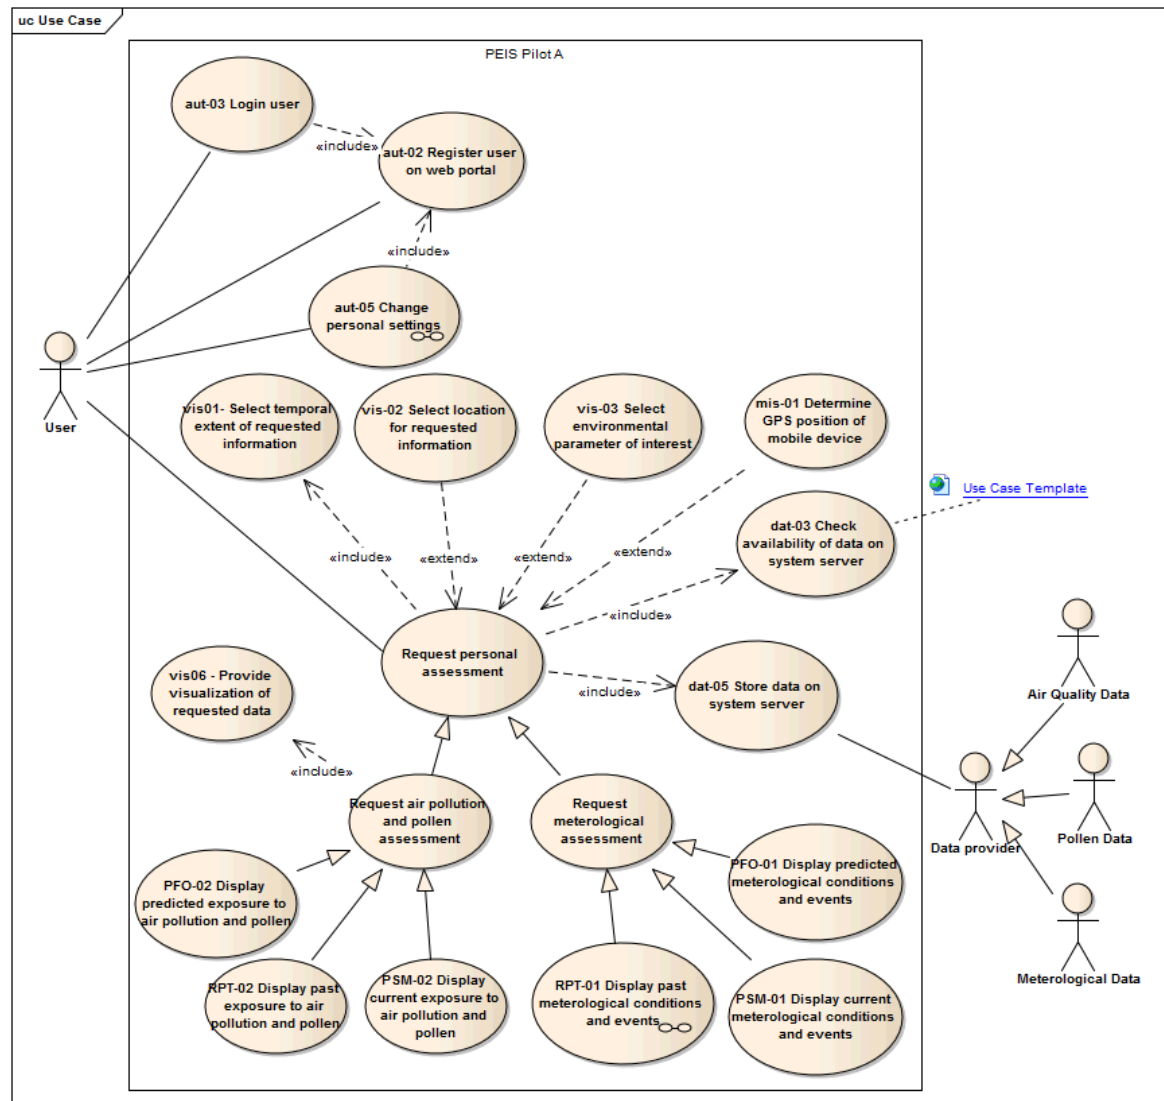 uc Use Case
PEIS Pilot A
aut-03 Login user
«include»
aut-02 Register user
on web portal
«include»
aut-05 Change
personal settings
User
vis01- Select temporal
extent of requested
information
vis-02 Select location
for requested
information
vis-03 Select
environmental
parameter of interest
mis-01 Determine
GPS position of
mobile device
Use Case Template
dat-03 Check
availability of data on
system server
«include»
«extend»
«extend»
«extend»
«include»
Request personal
assessment
«include»
dat-05 Store data on
system server
vis06 - Provide
visualization of
requested data
«include»
Air Quality Data
Request air pollution
and pollen
assessment
Request
meterological
assessment
Data provider
Pollen Data
PFO-02 Display
predicted exposure to
air pollution and pollen
PFO-01 Display predicted
meterological conditions
and events
RPT-02 Display past
exposure to air
pollution and pollen
PSM-02 Display
current exposure to
air pollution and
pollen
RPT-01 Display past
meterological conditions
and events
PSM-01 Display current
meterological conditions
and events
Meterological Data